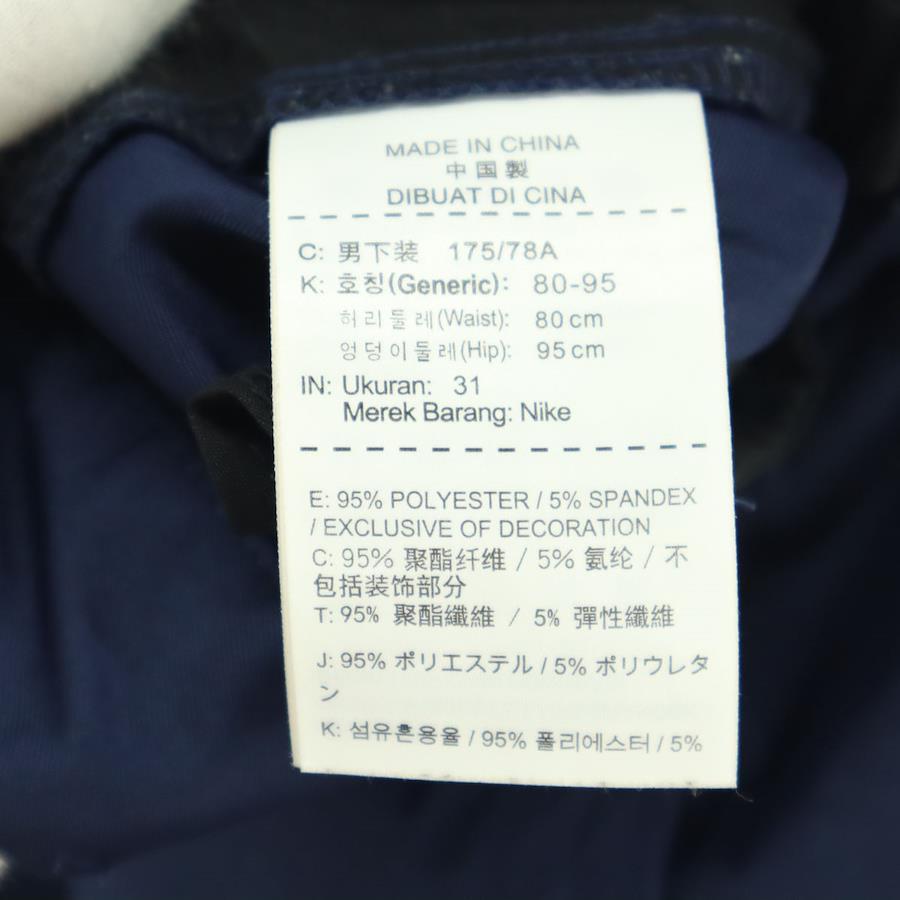 MADE IN CHINA
中国製
DIBUAT DI CINA
C: 男下装 175/78A
K: 호칭(Generic): 80-95
허리둘레(Waist): 80cm
엉덩이둘레(Hip): 95cm
IN: Ukuran: 31
Merek Barang: Nike
E: 95% POLYESTER / 5% SPANDEX
/ EXCLUSIVE OF DECORATION
C: 95% 聚酯纤维 / 5% 氨纶 / 不
包括装饰部分
T: 95% 聚酯纖維 / 5% 彈性纖維
J: 95% ポリエステル / 5% ポリウレタ
ン
K: 섬유혼용율 / 95% 폴리에스터 / 5%